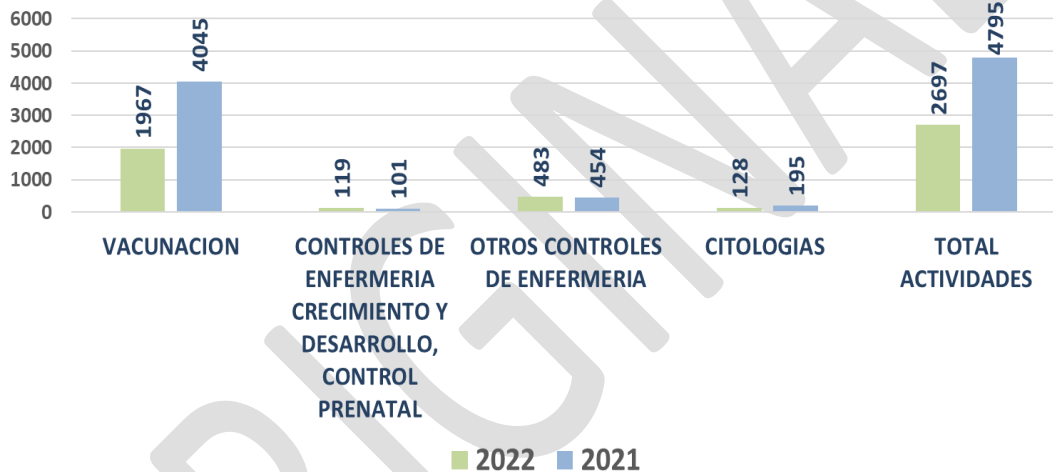 6000
5000
4000
3000
2000
1000
0
1967
4045
119
101
483
454
128
195
2697
4795
VACUNACION
CONTROLES DE
ENFERMERIA
CRECIMIENTO Y
DESARROLLO,
CONTROL
PRENATAL
OTROS CONTROLES
DE ENFERMERIA
CITOLOGIAS
TOTAL
ACTIVIDADES
2022 2021